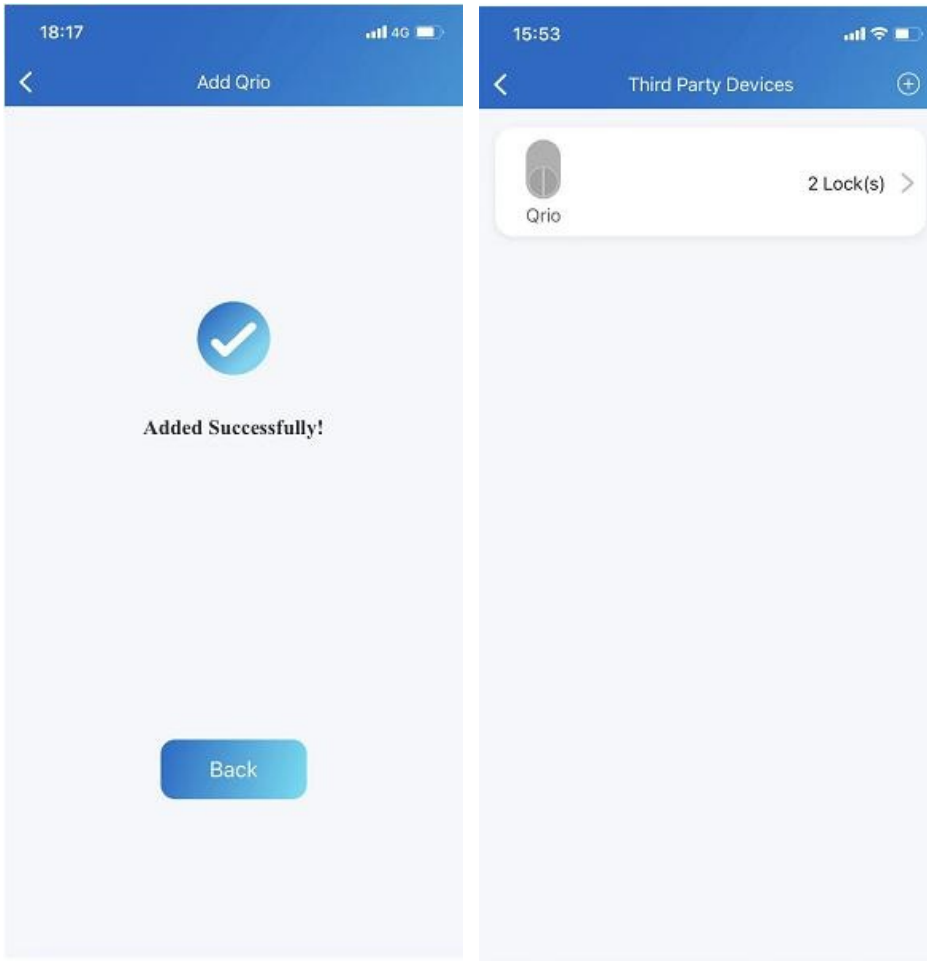 18:17
4G
Add Qrio
Added Successfully!
Back
15:53
Third Party Devices
2 Lock(s)
Qrio